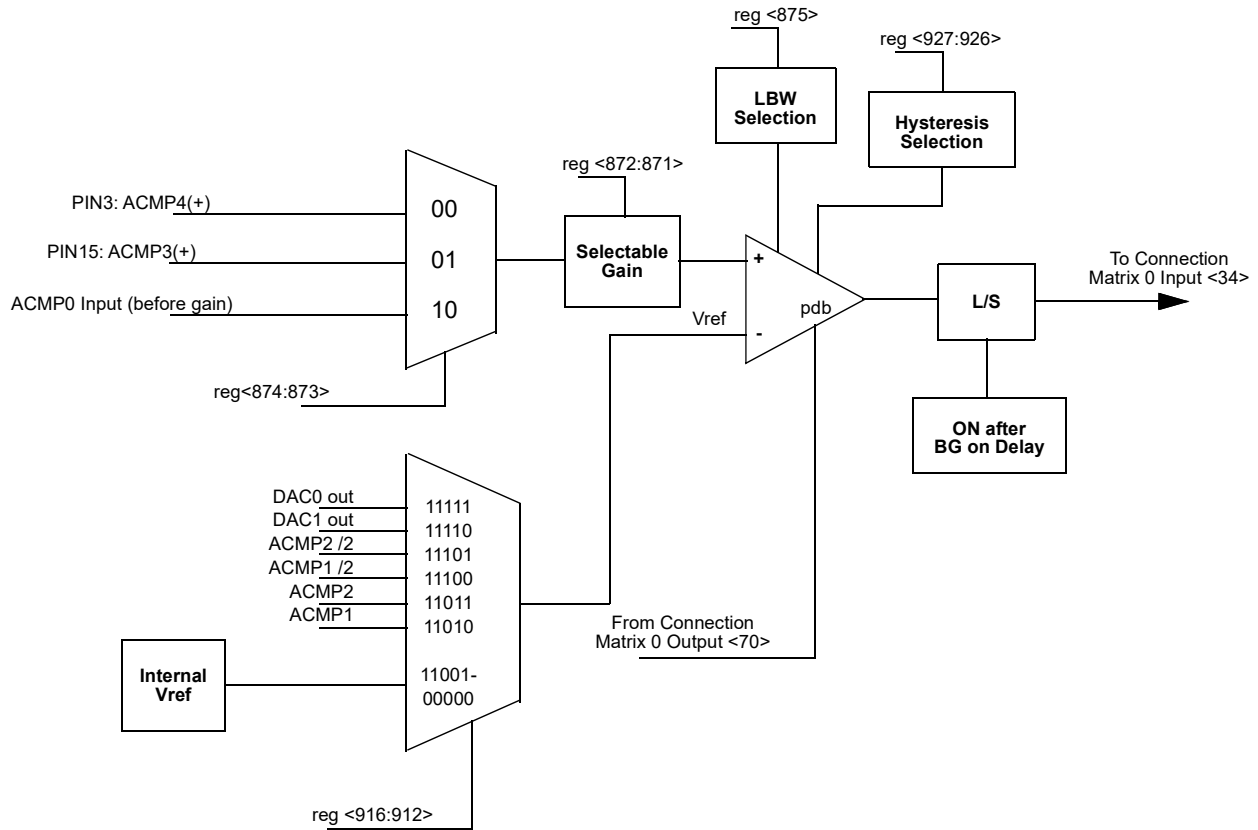 reg <875>
reg <927:926>
LBW
Selection
Hysteresis
Selection
reg <872:871>
PIN3: ACMP4(+)
00
PIN15: ACMP3(+)
01
Selectable
Gain
+
To Connection
Matrix 0 Input <34>
ACMP0 Input (before gain)
10
L/S
Vref
pdb
-
reg<874:873>
ON after
BG on Delay
DAC0 out
11111
DAC1 out
11110
ACMP2 /2
11101
ACMP1 /2
11100
ACMP2
11011
ACMP1
11010
From Connection
Matrix 0 Output <70>
Internal
Vref
11001-
00000
reg <916:912>